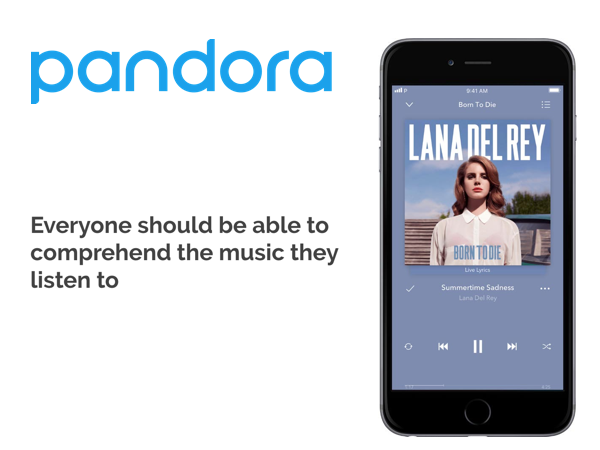 pandora
Everyone should be able to
comprehend the music they
listen to
P 9:41 AM
Born To Die
LANA DEL REY
BORN TO DIE
Live Lyrics
Summertime Sadness
Lana Del Rey